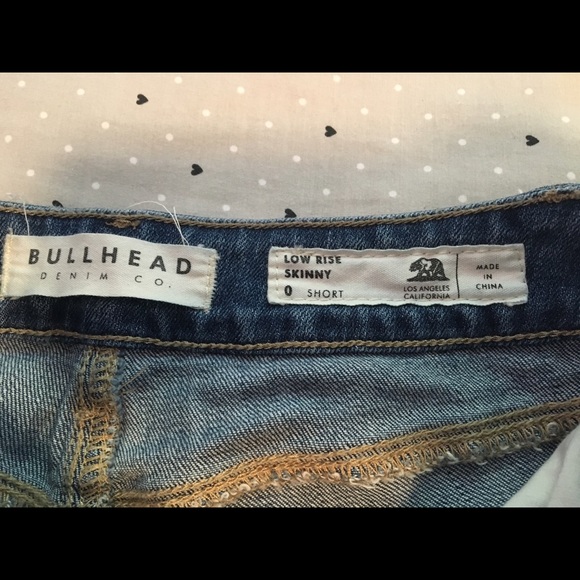 BULLHEAD
DENIM CO.
LOW RISE
SKINNY
0 SHORT
LOS ANGELES
CALIFORNIA
MADE
IN
CHINA